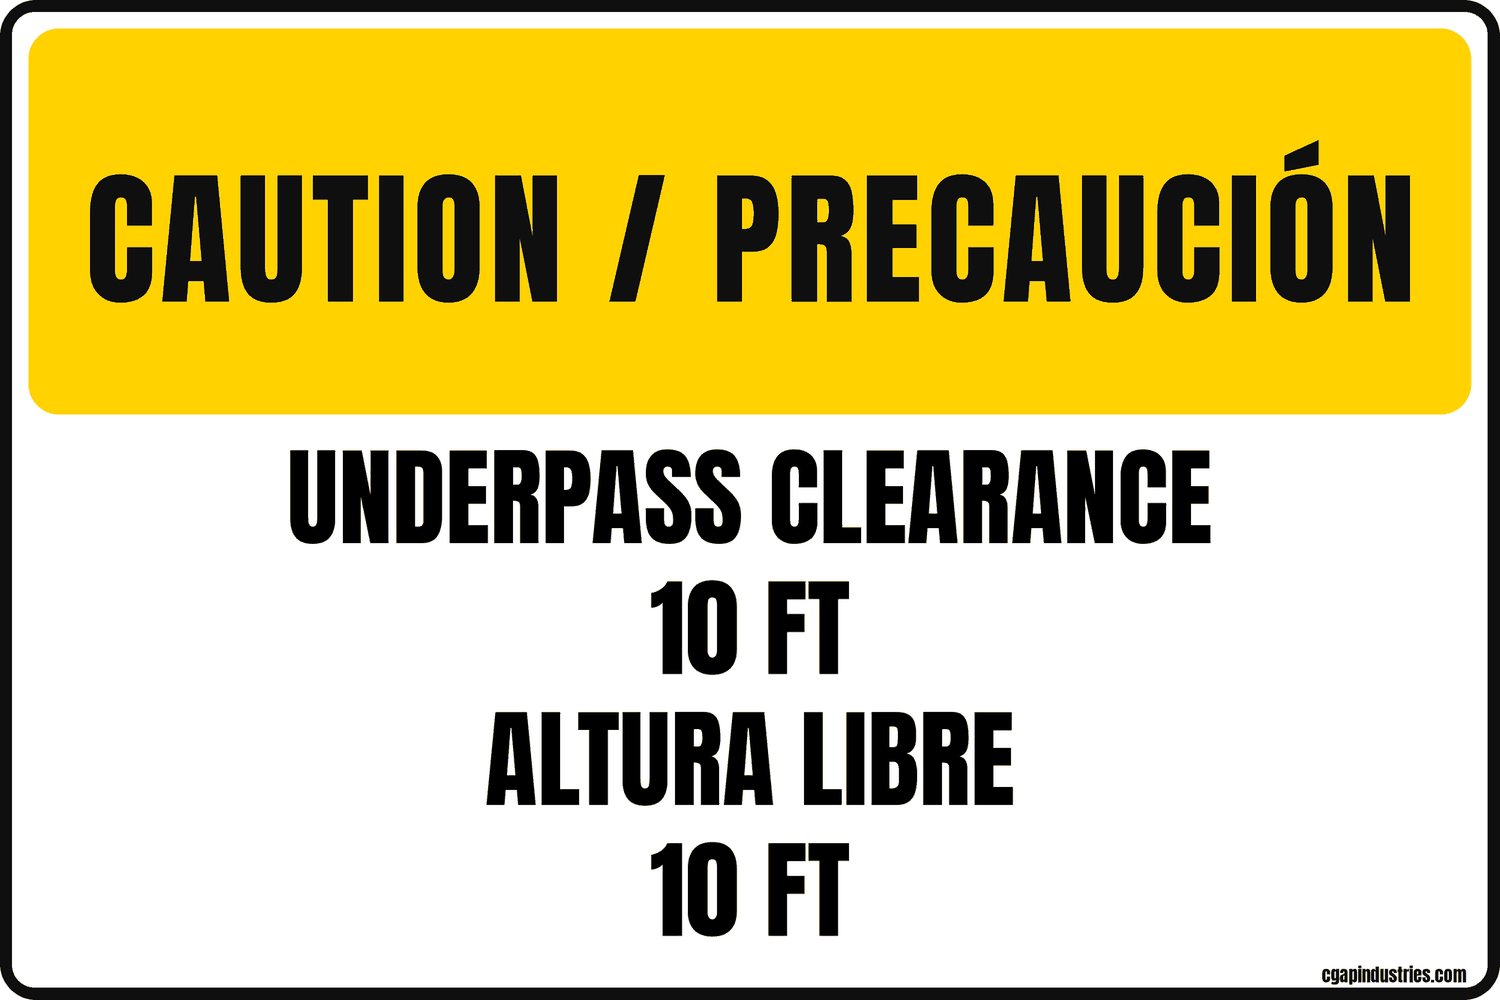 CAUTION / PRECAUCIÓN
UNDERPASS CLEARANCE
10 FT
ALTURA LIBRE
10 FT
cgapindustries.com